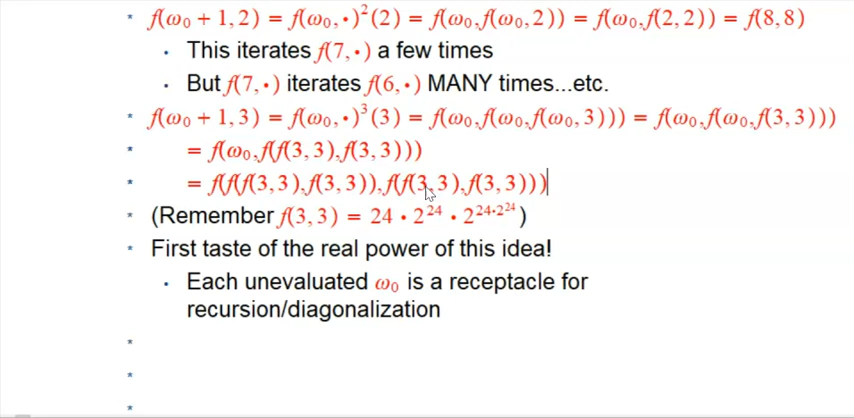 * f(ω₀ + 1, 2) = f(ω₀, •)²(2) = f(ω₀, f(ω₀, 2)) = f(ω₀, f(2, 2)) = f(8, 8)
• This iterates f(7, •) a few times
• But f(7, •) iterates f(6, •) MANY times...etc.
* f(ω₀ + 1, 3) = f(ω₀, •)³(3) = f(ω₀, f(ω₀, f(ω₀, 3))) = f(ω₀, f(ω₀, f(3, 3)))
* = f(ω₀, f(f(3, 3), f(3, 3)))
* = f(f(f(3, 3), f(3, 3)), f(f(3, 3), f(3, 3)))
* (Remember f(3, 3) = 24 • 2^24 • 2^(24•2^24))
* First taste of the real power of this idea!
• Each unevaluated ω₀ is a receptacle for
recursion/diagonalization
*
*
*